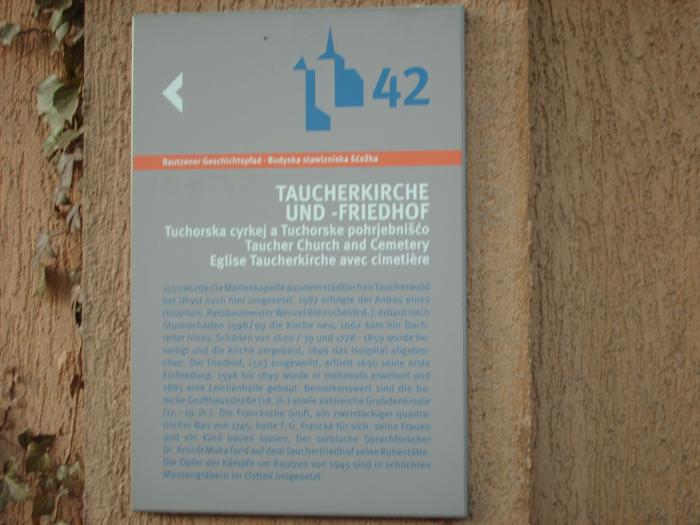 42
Bautzener Geschichtspfad · Budyska stawizniska Sćežka
TAUCHERKIRCHE
UND -FRIEDHOF
Tuchorska cyrkej a Tuchorske pohrjebnišćo
Taucher Church and Cemetery
Eglise Taucherkirche avec cimetière
1550 wurde die Marienkapelle aus dem städtischen Taucherwald
bei Uhyst nach hier umgesetzt. 1587 erfolgte der Anbau eines
Hospitals. Ratsbaumeister Wenzel Röhrscheidt d. J. erbaut nach
Sturmschäden 1598/99 die Kirche neu, 1662 kam ein Dach-
reiter hinzu. Schäden von 1620 / 39 und 1778 – 1859 wurde be-
seitigt und die Kirche umgebaut, 1899 das Hospital abgebro-
chen. Der Friedhof, 1523 eingeweiht, erhielt 1630 seine erste
Einfriedung. 1598 bis 1899 wurde er mehrmals erweitert und
1885 eine Leichenhalle gebaut. Bemerkenswert sind die ba-
rocke Grufthausstraße (18. Jh.) sowie zahlreiche Grabdenkmale
(17. – 19. Jh.). Die Francksche Gruft, ein zweistöckiger quadra-
tischer Bau von 1745, hatte F. G. Francke für sich, seine Frauen
und ein Kind bauen lassen. Der sorbische Sprachforscher
Dr. Arnošt Muka fand auf dem Taucherfriedhof seine Ruhestätte.
Die Opfer der Kämpfe um Bautzen von 1945 sind in schlichten
Massengräbern im Ostteil beigesetzt.